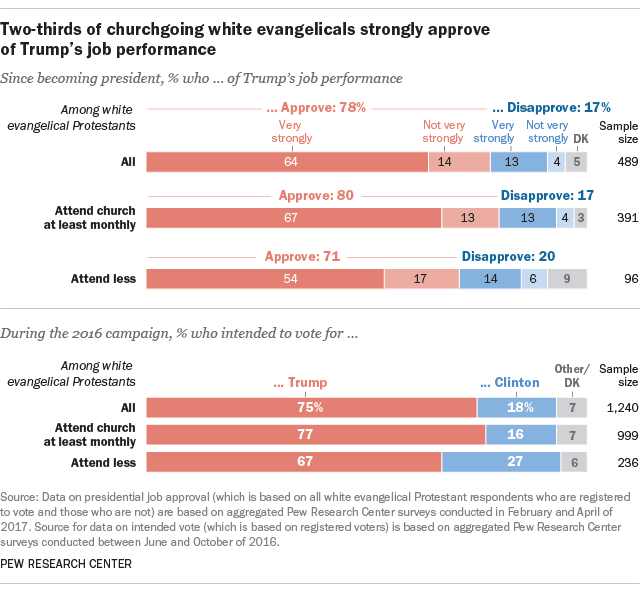 Two-thirds of churchgoing white evangelicals strongly approve
of Trump's job performance
Since becoming president, % who ... of Trump's job performance
Among white
evangelical Protestants
... Approve: 78%
... Disapprove: 17%
Very
strongly
Not very
strongly
Very
strongly
Not very
strongly
DK
Sample
size
All 64 14 13 4 5 489
Approve: 80 Disapprove: 17
Attend church
at least monthly
67 13 13 4 3 391
Approve: 71 Disapprove: 20
Attend less 54 17 14 6 9 96
During the 2016 campaign, % who intended to vote for ...
Among white
evangelical Protestants
... Trump ... Clinton
Other/
DK
Sample
size
All 75% 18% 7 1,240
Attend church
at least monthly
77 16 7 999
Attend less 67 27 6 236
Source: Data on presidential job approval (which is based on all white evangelical Protestant respondents who are registered
to vote and those who are not) are based on aggregated Pew Research Center surveys conducted in February and April of
2017. Source for data on intended vote (which is based on registered voters) is based on aggregated Pew Research Center
surveys conducted between June and October of 2016.
PEW RESEARCH CENTER